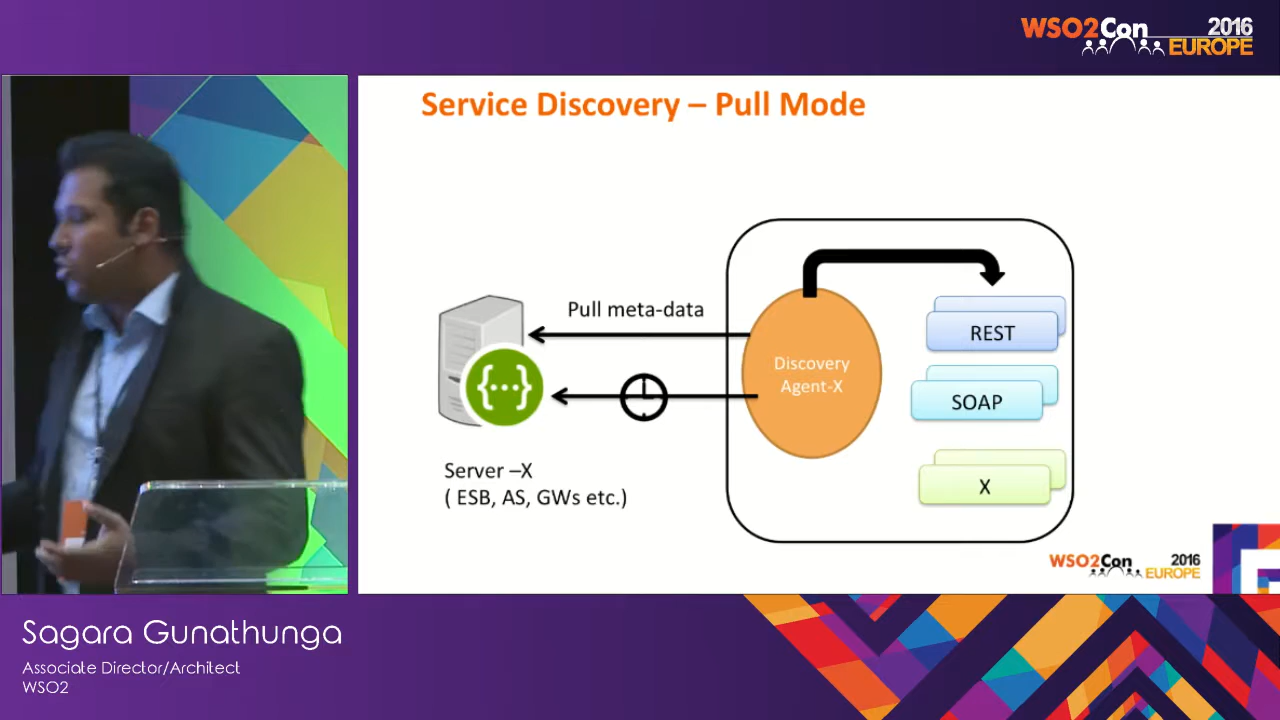 WSO2Con 2016
EUROPE
Service Discovery – Pull Mode
Pull meta-data
Discovery
Agent-X
REST
SOAP
X
Server –X
( ESB, AS, GWs etc.)
WSO2Con 2016
EUROPE
Sagara Gunathunga
Associate Director/Architect
WSO2